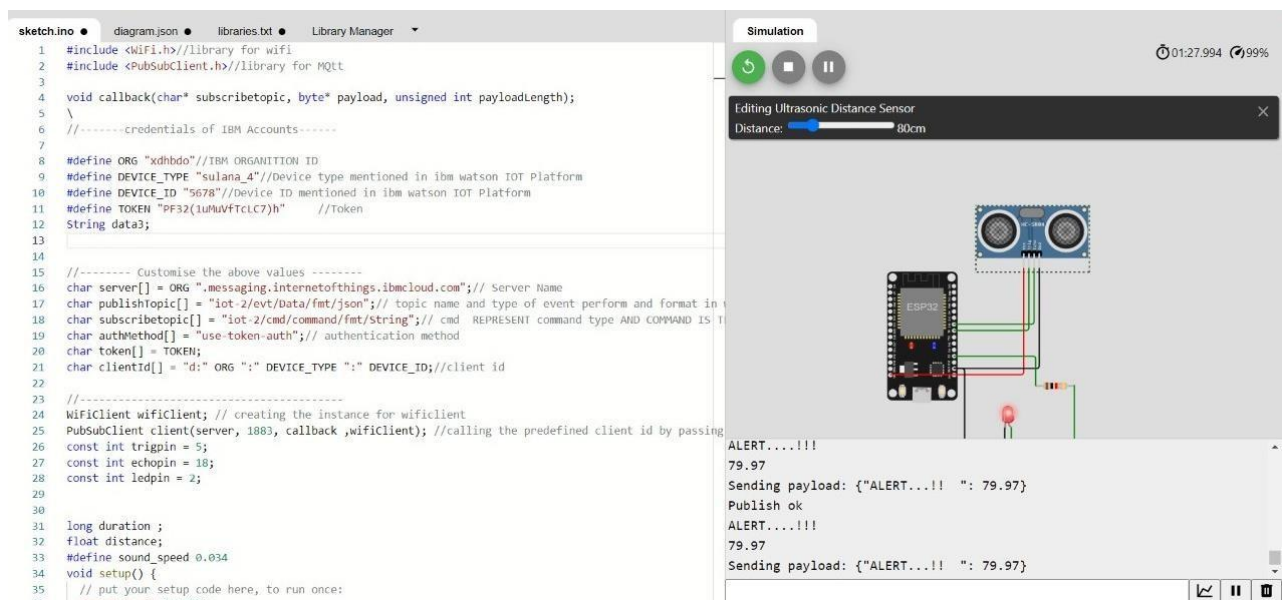 sketch.ino ● diagram.json ● libraries.txt ● Library Manager
1 #include <WiFi.h>//library for wifi
2 #include <PubSubClient.h>//library for MQtt
3
4 void callback(char* subscribetopic, byte* payload, unsigned int payloadLength);
5 \
6 //-------credentials of IBM Accounts------
7
8 #define ORG "xdhbdo"//IBM ORGANITION ID
9 #define DEVICE_TYPE "sulana_4"//Device type mentioned in ibm watson IOT Platform
10 #define DEVICE_ID "5678"//Device ID mentioned in ibm watson IOT Platform
11 #define TOKEN "PF32(1uMuVfTcLC7)h" //Token
12 String data3;
13
14
15 //-------- Customise the above values --------
16 char server[] = ORG ".messaging.internetofthings.ibmcloud.com";// Server Name
17 char publishTopic[] = "iot-2/evt/Data/fmt/json";// topic name and type of event perform and format in
18 char subscribetopic[] = "iot-2/cmd/command/fmt/String";// cmd REPRESENT command type AND COMMAND IS
19 char authMethod[] = "use-token-auth";// authentication method
20 char token[] = TOKEN;
21 char clientId[] = "d:" ORG ":" DEVICE_TYPE ":" DEVICE_ID;//client id
22
23 //-----------------------------------------
24 WiFiClient wifiClient; // creating the instance for wificlient
25 PubSubClient client(server, 1883, callback ,wifiClient); //calling the predefined client id by passing
26 const int trigpin = 5;
27 const int echopin = 18;
28 const int ledpin = 2;
29
30
31 long duration ;
32 float distance;
33 #define sound_speed 0.034
34 void setup() {
35 // put your setup code here, to run once:
Simulation
01:27.994 99%
Editing Ultrasonic Distance Sensor
Distance: 80cm
HC-SR04
ESP32
ALERT....!!!
79.97
Sending payload: {"ALERT...!!  ": 79.97}
Publish ok
ALERT....!!!
79.97
Sending payload: {"ALERT...!!  ": 79.97}